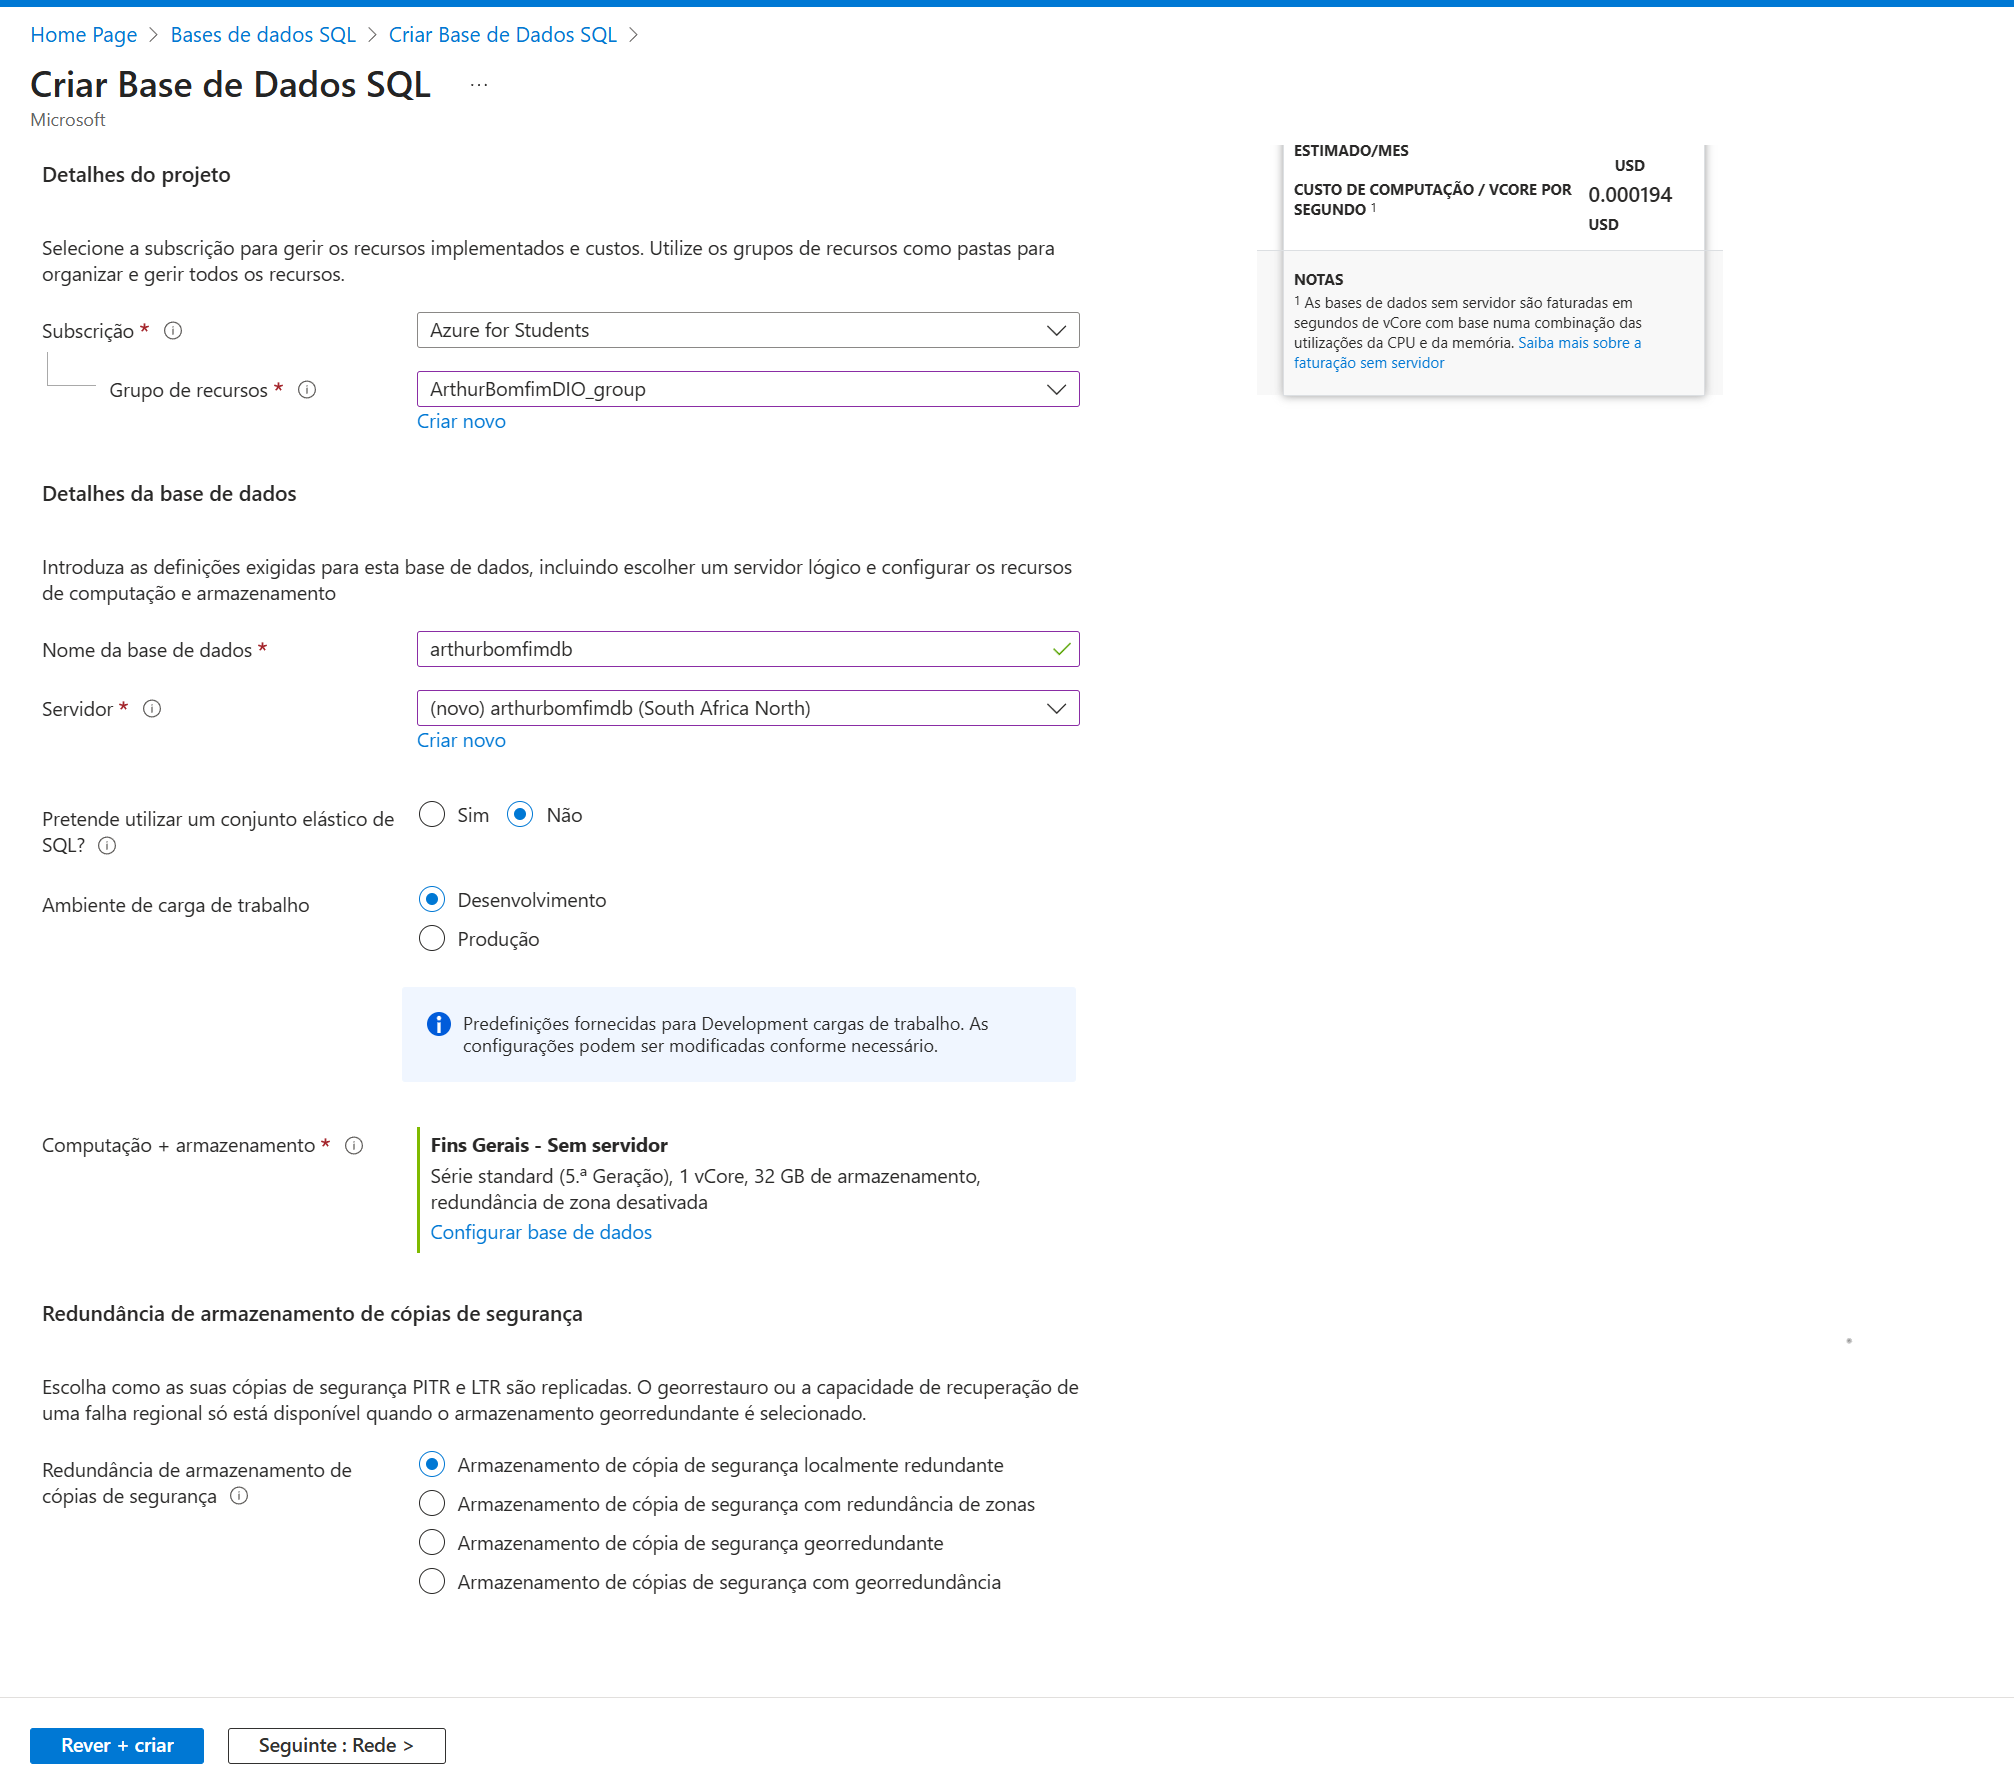 Home Page > Bases de dados SQL > Criar Base de Dados SQL >
Criar Base de Dados SQL ...
Microsoft
Detalhes do projeto
Selecione a subscrição para gerir os recursos implementados e custos. Utilize os grupos de recursos como pastas para
organizar e gerir todos os recursos.
Subscrição *
Azure for Students
Grupo de recursos *
ArthurBomfimDIO_group
Criar novo
Detalhes da base de dados
Introduza as definições exigidas para esta base de dados, incluindo escolher um servidor lógico e configurar os recursos
de computação e armazenamento
Nome da base de dados *
arthurbomfimdb
Servidor *
(novo) arthurbomfimdb (South Africa North)
Criar novo
Pretende utilizar um conjunto elástico de
SQL?
Sim
Não
Ambiente de carga de trabalho
Desenvolvimento
Produção
Predefinições fornecidas para Development cargas de trabalho. As
configurações podem ser modificadas conforme necessário.
Computação + armazenamento *
Fins Gerais - Sem servidor
Série standard (5.ª Geração), 1 vCore, 32 GB de armazenamento,
redundância de zona desativada
Configurar base de dados
Redundância de armazenamento de cópias de segurança
Escolha como as suas cópias de segurança PITR e LTR são replicadas. O georrestauro ou a capacidade de recuperação de
uma falha regional só está disponível quando o armazenamento georredundante é selecionado.
Redundância de armazenamento de
cópias de segurança
Armazenamento de cópia de segurança localmente redundante
Armazenamento de cópia de segurança com redundância de zonas
Armazenamento de cópia de segurança georredundante
Armazenamento de cópias de segurança com georredundância
Rever + criar
Seguinte : Rede >
ESTIMADO/MES
USD
CUSTO DE COMPUTAÇÃO / VCORE POR
SEGUNDO 1
0.000194
USD
NOTAS
1 As bases de dados sem servidor são faturadas em
segundos de vCore com base numa combinação das
utilizações da CPU e da memória. Saiba mais sobre a
faturação sem servidor